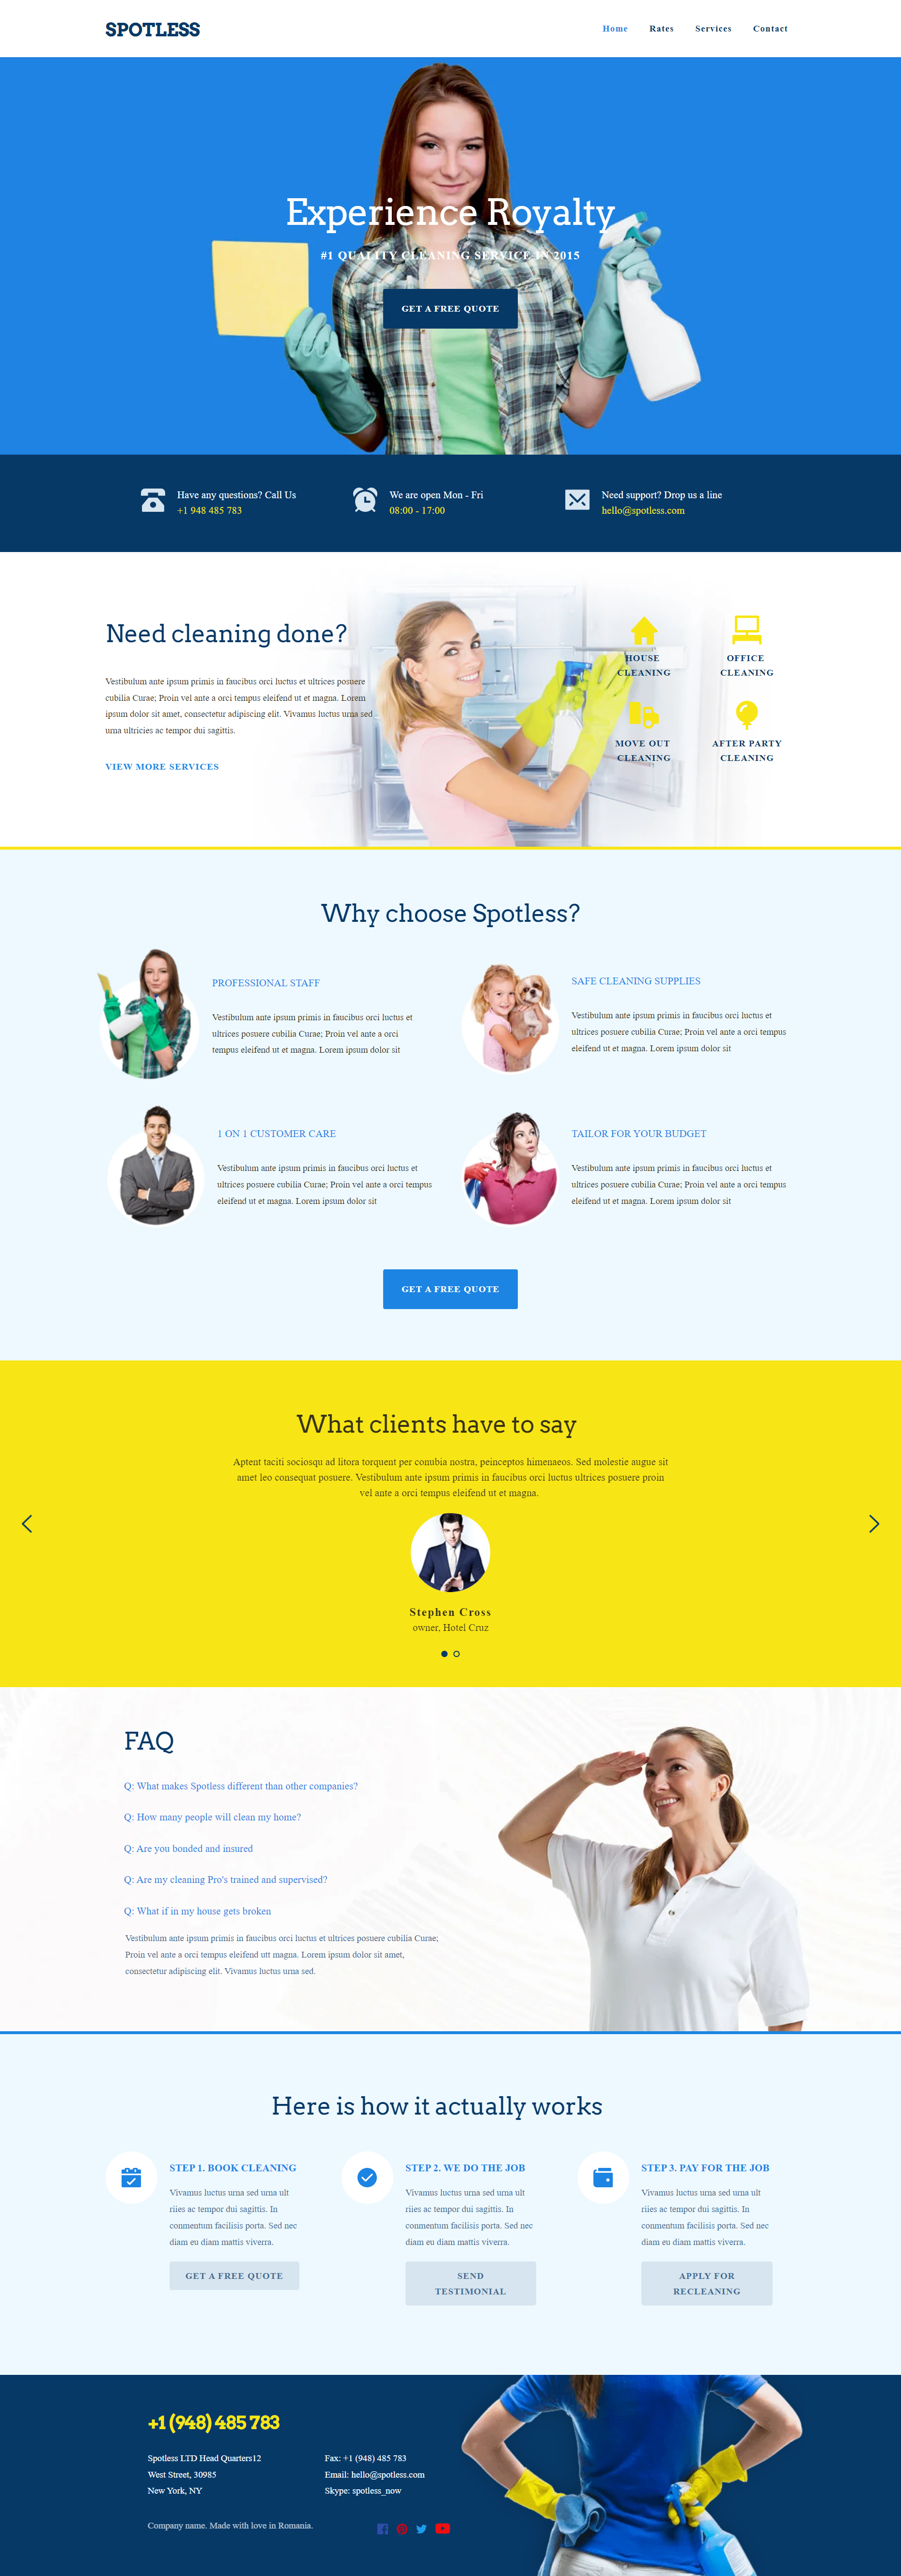 SPOTLESS
Home Rates Services Contact
Experience Royalty
#1 QUALITY CLEANING SERVICE IN 2015
GET A FREE QUOTE
Have any questions? Call Us
+1 948 485 783
We are open Mon - Fri
08:00 - 17:00
Need support? Drop us a line
hello@spotless.com
Need cleaning done?
Vestibulum ante ipsum primis in faucibus orci luctus et ultrices posuere
cubilia Curae; Proin vel ante a orci tempus eleifend ut et magna. Lorem
ipsum dolor sit amet, consectetur adipiscing elit. Vivamus luctus urna sed
urna ultricies ac tempor dui sagittis.
VIEW MORE SERVICES
HOUSE
CLEANING
OFFICE
CLEANING
MOVE OUT
CLEANING
AFTER PARTY
CLEANING
Why choose Spotless?
PROFESSIONAL STAFF
Vestibulum ante ipsum primis in faucibus orci luctus et
ultrices posuere cubilia Curae; Proin vel ante a orci
tempus eleifend ut et magna. Lorem ipsum dolor sit
SAFE CLEANING SUPPLIES
Vestibulum ante ipsum primis in faucibus orci luctus et
ultrices posuere cubilia Curae; Proin vel ante a orci tempus
eleifend ut et magna. Lorem ipsum dolor sit
1 ON 1 CUSTOMER CARE
Vestibulum ante ipsum primis in faucibus orci luctus et
ultrices posuere cubilia Curae; Proin vel ante a orci tempus
eleifend ut et magna. Lorem ipsum dolor sit
TAILOR FOR YOUR BUDGET
Vestibulum ante ipsum primis in faucibus orci luctus et
ultrices posuere cubilia Curae; Proin vel ante a orci tempus
eleifend ut et magna. Lorem ipsum dolor sit
GET A FREE QUOTE
What clients have to say
Aptent taciti sociosqu ad litora torquent per conubia nostra, peinceptos himenaeos. Sed molestie augue sit
amet leo consequat posuere. Vestibulum ante ipsum primis in faucibus orci luctus ultrices posuere proin
vel ante a orci tempus eleifend ut et magna.
Stephen Cross
owner, Hotel Cruz
FAQ
Q: What makes Spotless different than other companies?
Q: How many people will clean my home?
Q: Are you bonded and insured
Q: Are my cleaning Pro's trained and supervised?
Q: What if in my house gets broken
Vestibulum ante ipsum primis in faucibus orci luctus et ultrices posuere cubilia Curae;
Proin vel ante a orci tempus eleifend utt magna. Lorem ipsum dolor sit amet,
consectetur adipiscing elit. Vivamus luctus urna sed.
Here is how it actually works
STEP 1. BOOK CLEANING
Vivamus luctus urna sed urna ult
riies ac tempor dui sagittis. In
conmentum facilisis porta. Sed nec
diam eu diam mattis viverra.
GET A FREE QUOTE
STEP 2. WE DO THE JOB
Vivamus luctus urna sed urna ult
riies ac tempor dui sagittis. In
conmentum facilisis porta. Sed nec
diam eu diam mattis viverra.
SEND
TESTIMONIAL
STEP 3. PAY FOR THE JOB
Vivamus luctus urna sed urna ult
riies ac tempor dui sagittis. In
conmentum facilisis porta. Sed nec
diam eu diam mattis viverra.
APPLY FOR
RECLEANING
+1 (948) 485 783
Spotless LTD Head Quarters12
West Street, 30985
New York, NY
Fax: +1 (948) 485 783
Email: hello@spotless.com
Skype: spotless_now
Company name. Made with love in Romania.